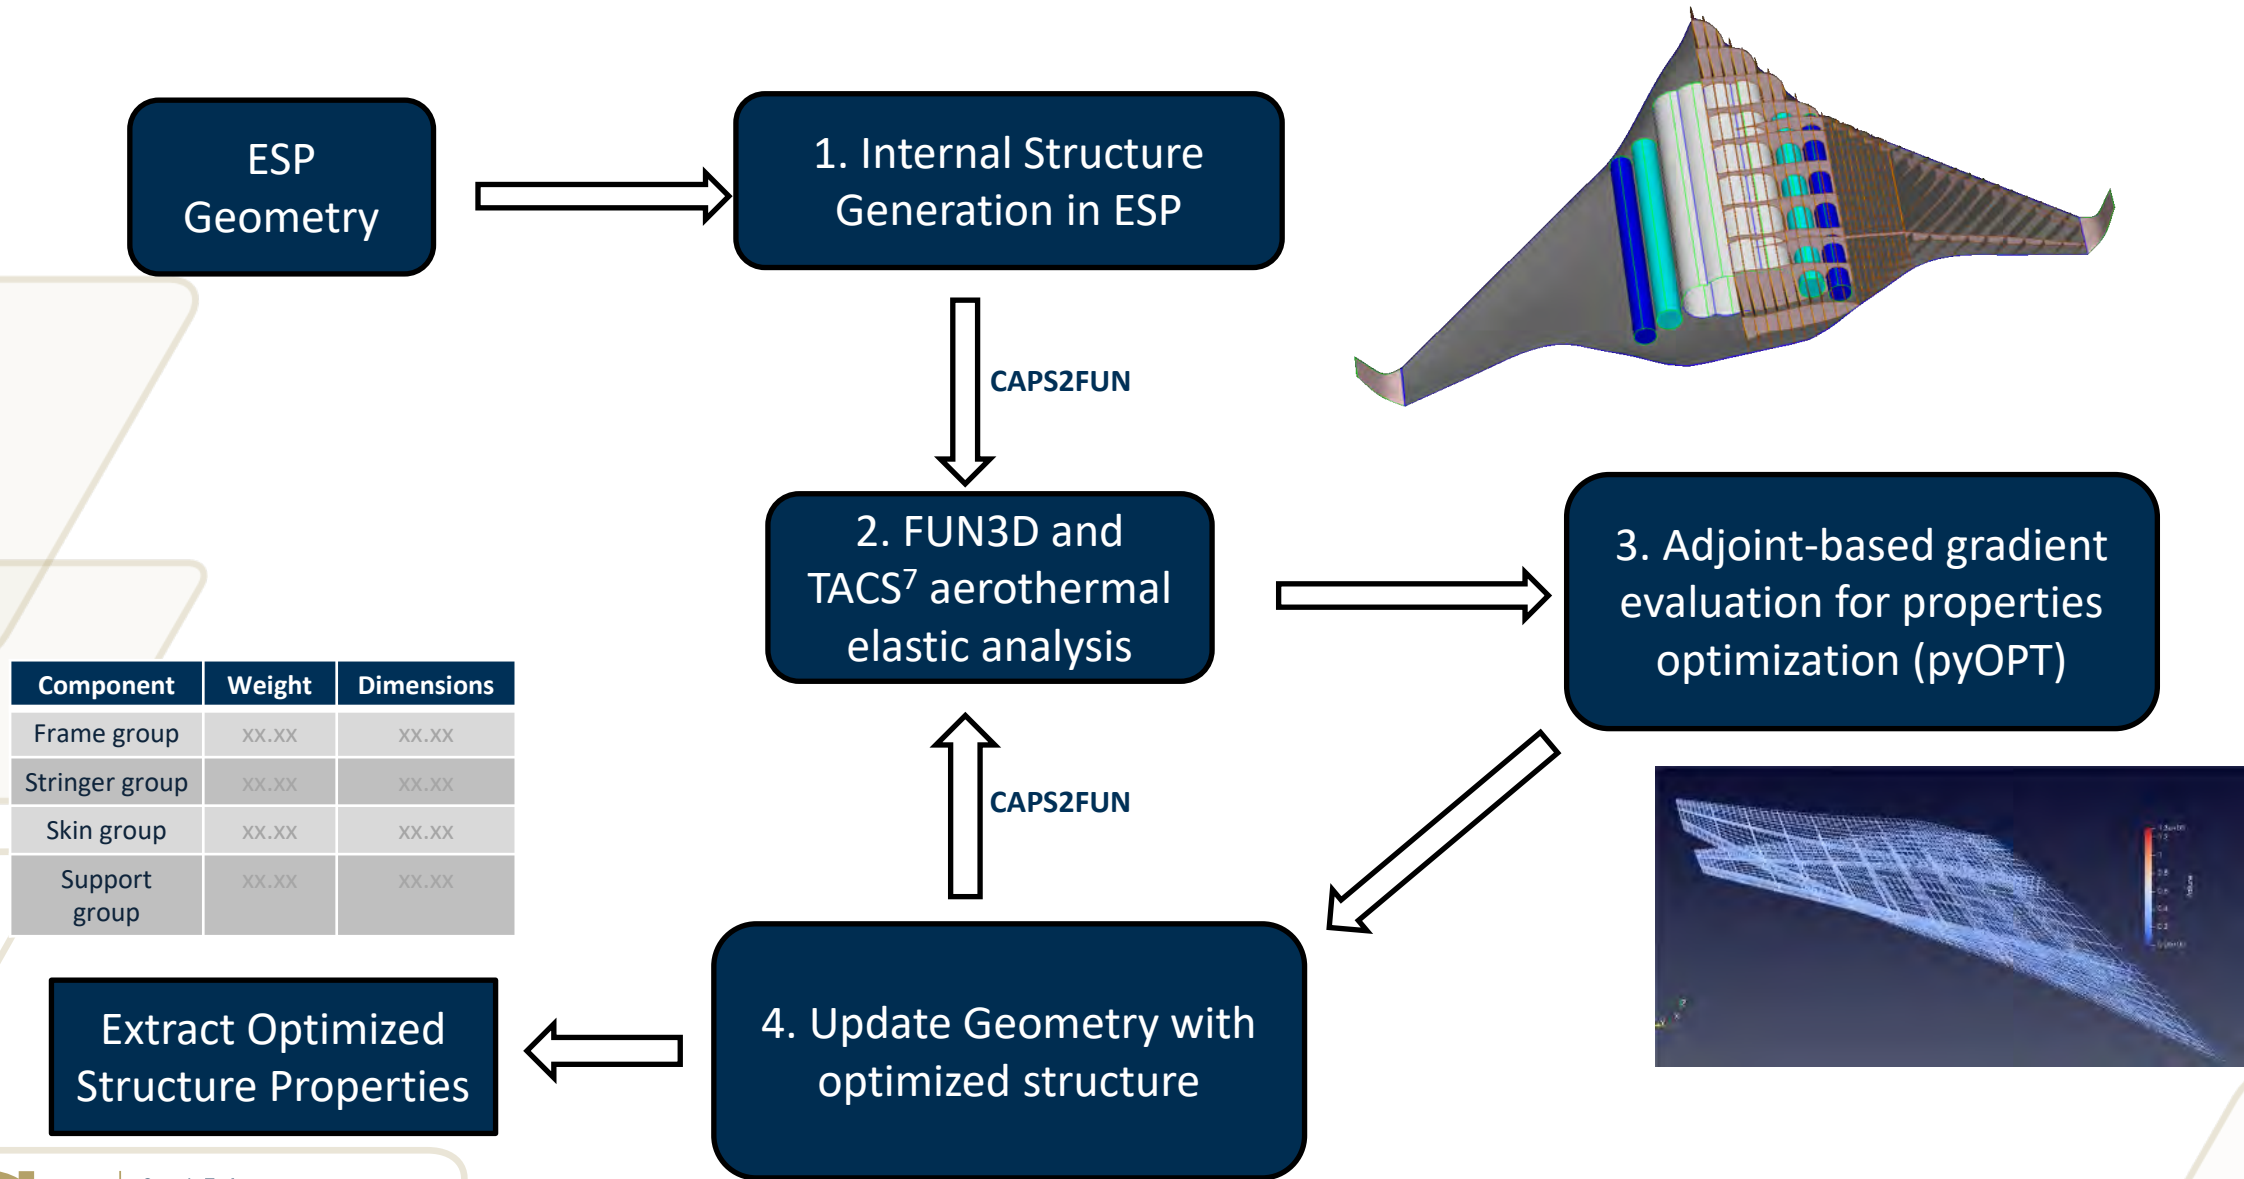 ESP
Geometry
1. Internal Structure
Generation in ESP
CAPS2FUN
2. FUN3D and
TACS⁷ aerothermal
elastic analysis
3. Adjoint-based gradient
evaluation for properties
optimization (pyOPT)
CAPS2FUN
Component Weight Dimensions
Frame group xx.xx xx.xx
Stringer group xx.xx xx.xx
Skin group xx.xx xx.xx
Support xx.xx xx.xx
group
4. Update Geometry with
optimized structure
Extract Optimized
Structure Properties